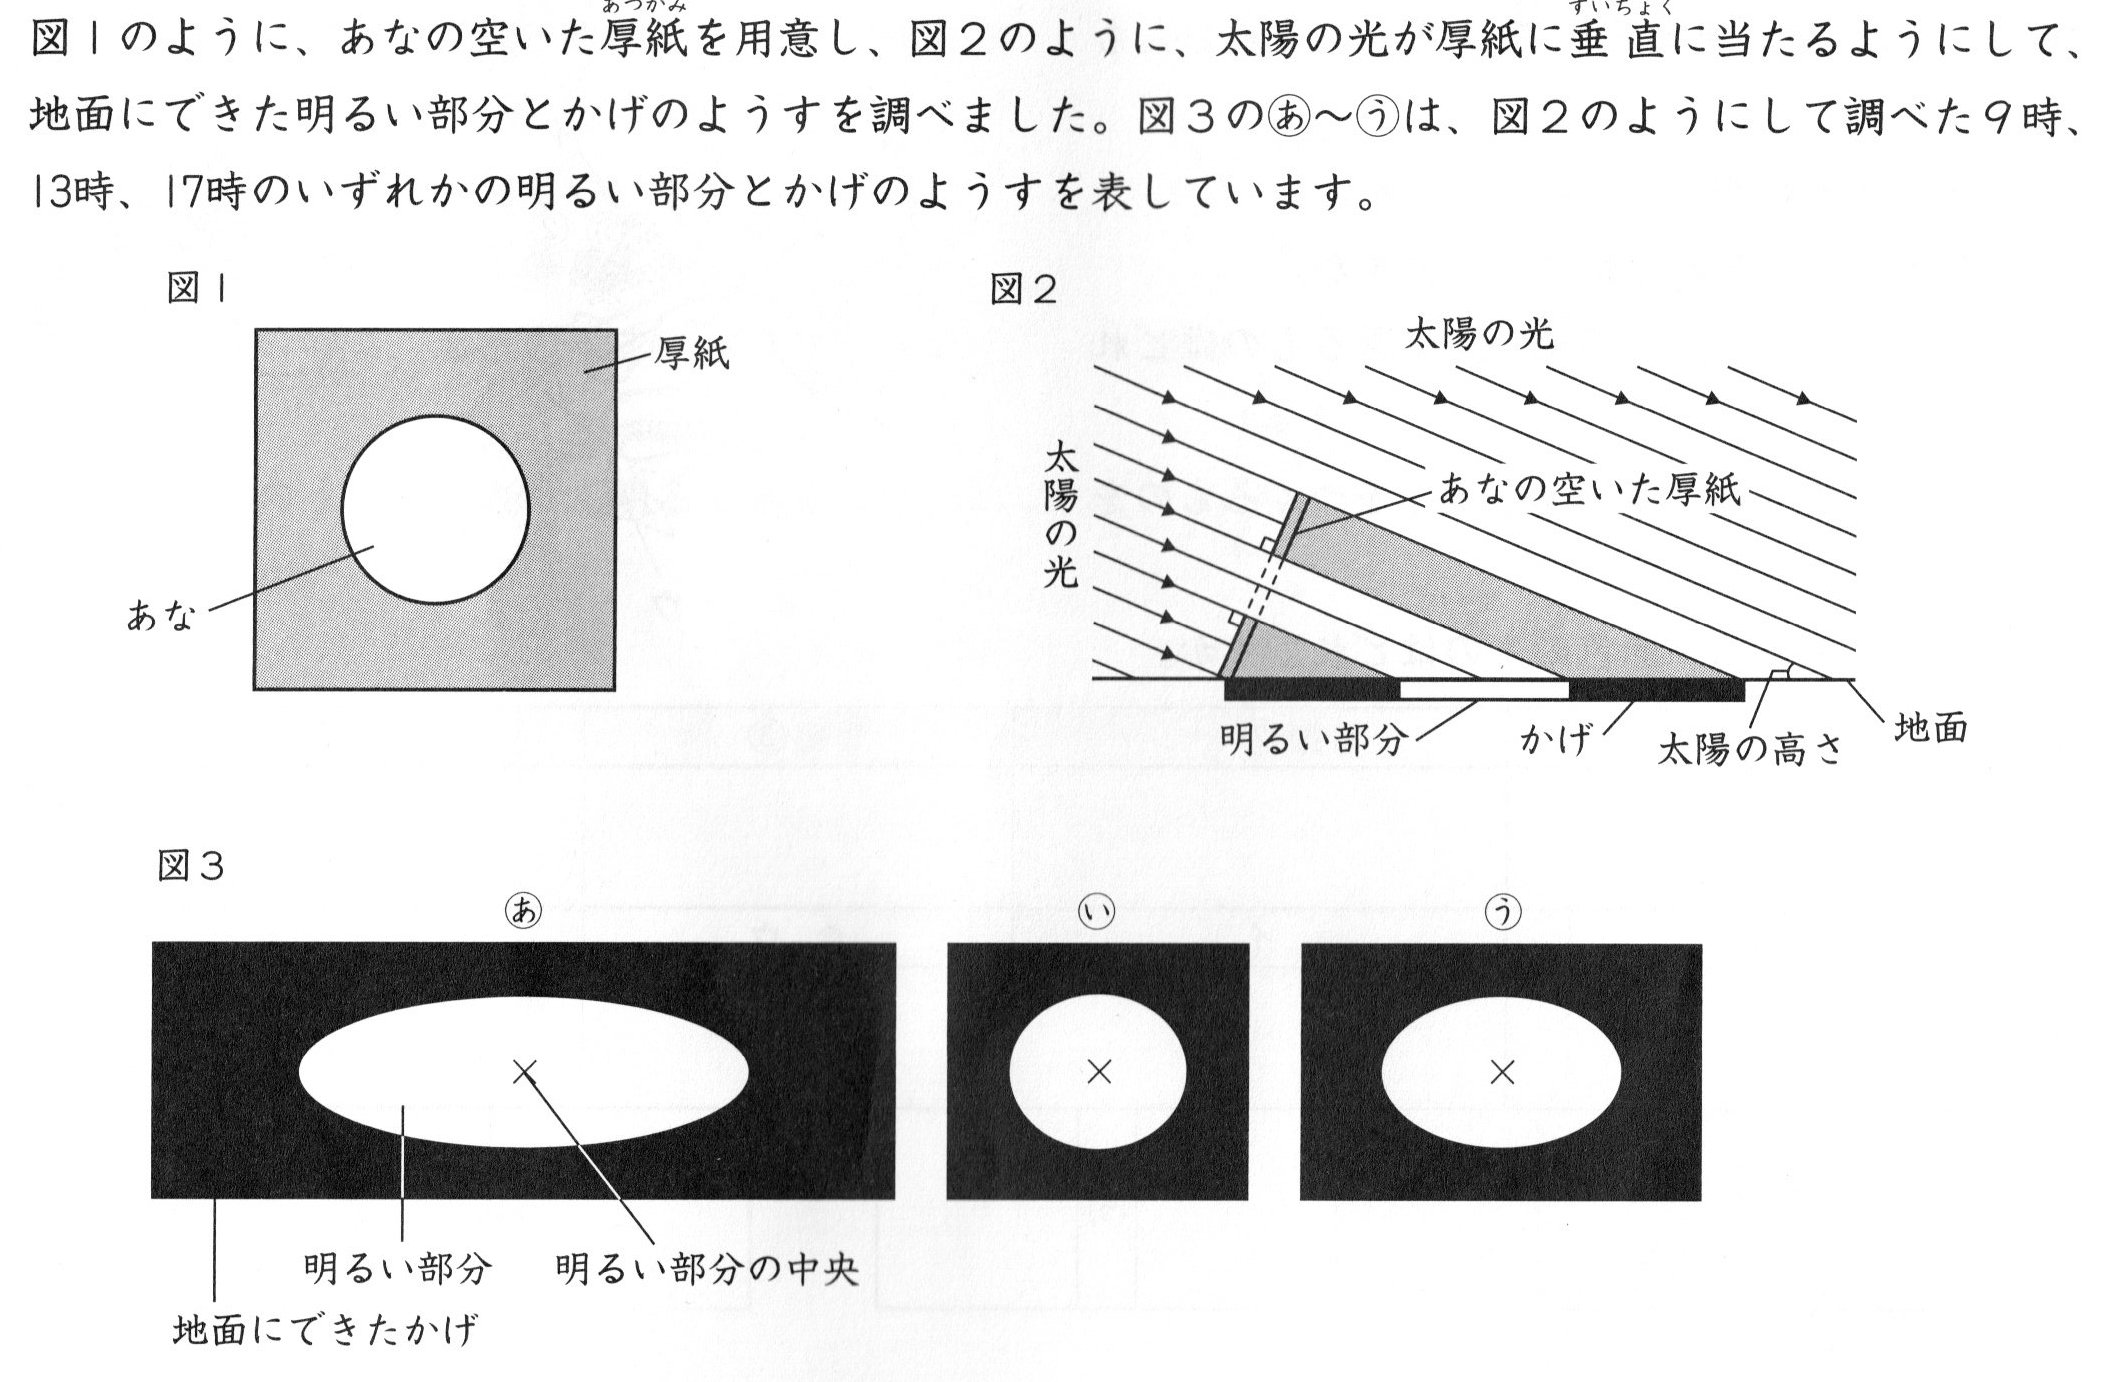 図１のように、あなの空いた厚紙を用意し、図２のように、太陽の光が厚紙に垂直に当たるようにして、
地面にできた明るい部分とかげのようすを調べました。図３のあ～うは、図２のようにして調べた９時、
13時、17時のいずれかの明るい部分とかげのようすを表しています。
図１
厚紙
あな
図２
太陽の光
太陽の光
あなの空いた厚紙
明るい部分
かげ
太陽の高さ
地面
図３
あ
い
う
明るい部分
明るい部分の中央
地面にできたかげ